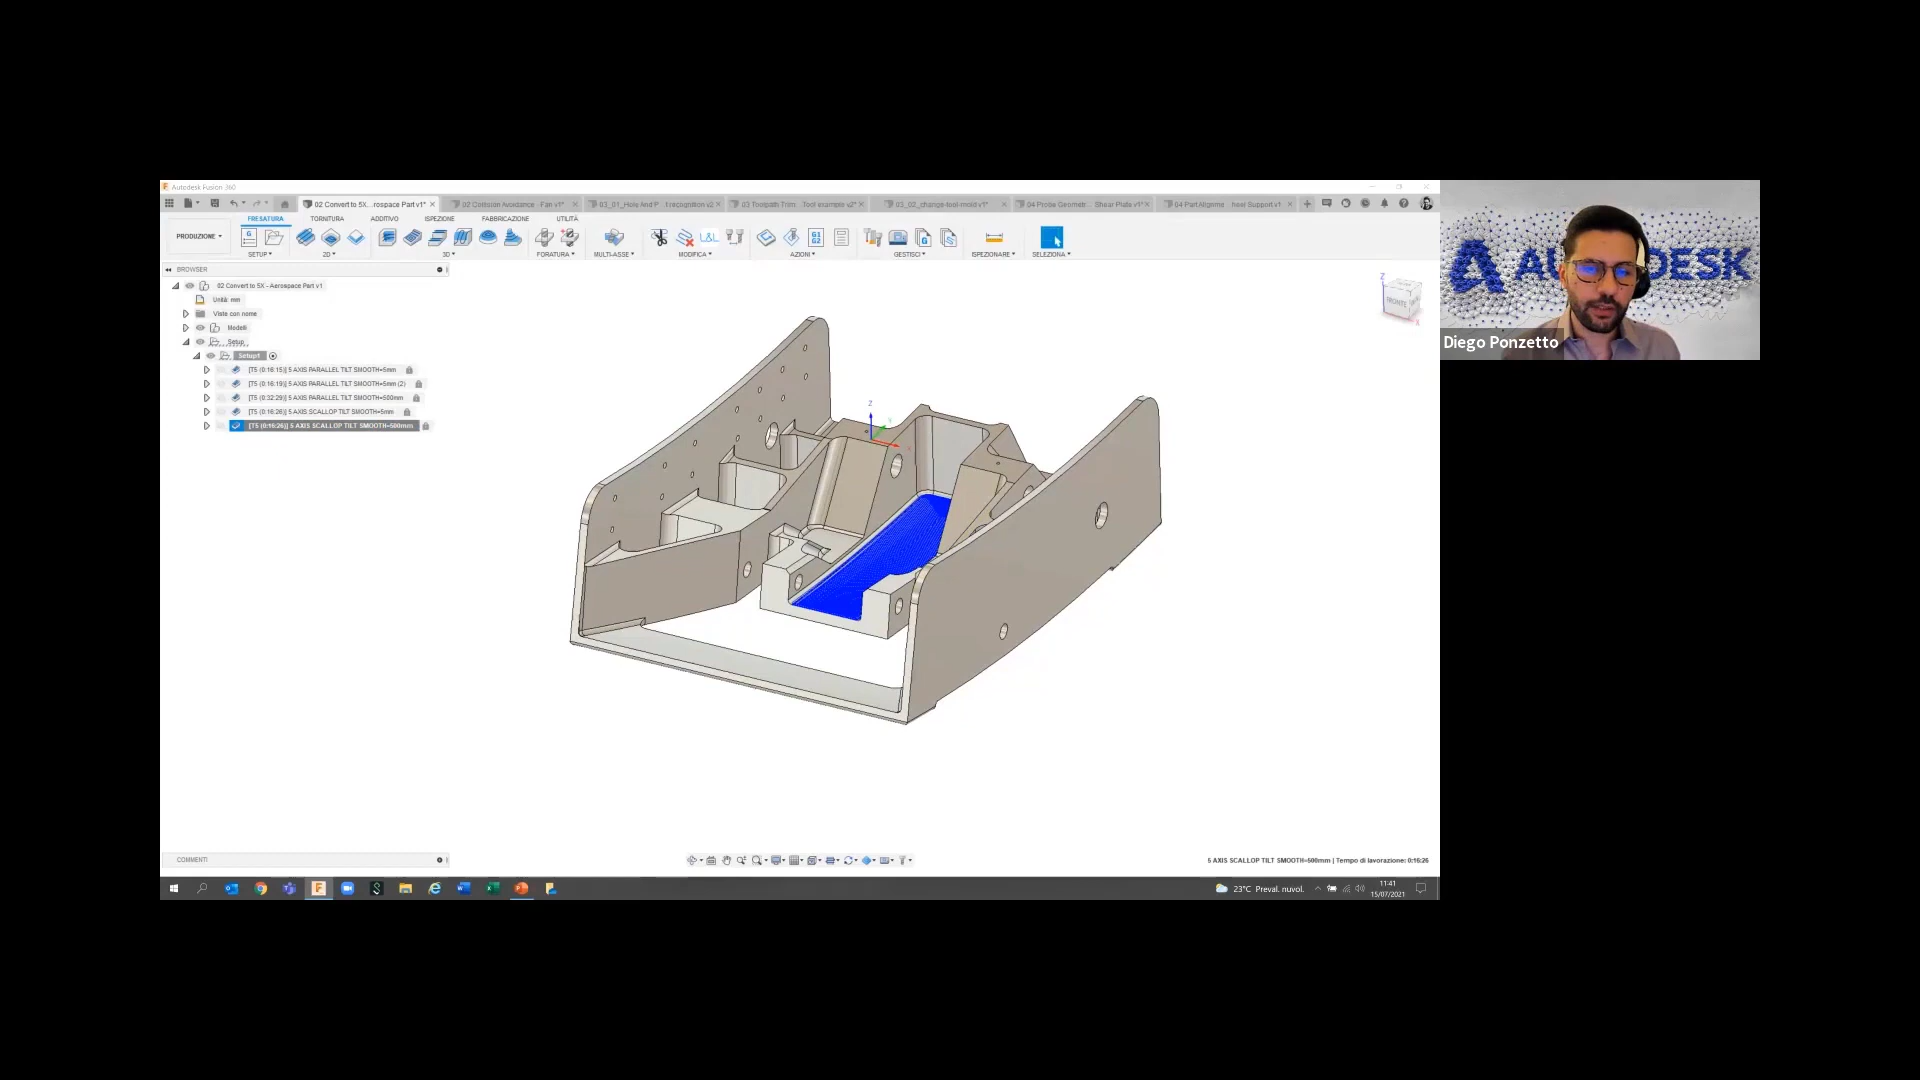 Autodesk Fusion 360
02 Convert to 5X...rospace Part v1*
02 Collision Avoidance - Fan v1*
03_01_Hole And P...t recognition v2
03 Toolpath Trim... Tool example v2*
03_02_change-tool-mold v1*
04 Probe Geometr... Shear Plate v1*
FRESATURA TORNITURA ADDITIVO ISPEZIONE FABBRICAZIONE UTILITÀ
PRODUZIONE
SETUP 2D 3D FORATURA MULTI-ASSE MODIFICA AZIONI GESTISCI ISPEZIONARE SELEZIONA
G1
G2
BROWSER
02 Convert to 5X - Aerospace Part v1
Unità: mm
Viste con nome
Modelli
Setup
Setup1
[T5 (0:16:15)] 5 AXIS PARALLEL TILT SMOOTH=5mm
[T5 (0:16:19)] 5 AXIS PARALLEL TILT SMOOTH=5mm (2)
[T5 (0:32:29)] 5 AXIS PARALLEL TILT SMOOTH=500mm
[T5 (0:16:26)] 5 AXIS SCALLOP TILT SMOOTH=5mm
[T5 (0:16:26)] 5 AXIS SCALLOP TILT SMOOTH=500mm
Z
Z
FRONTE
X
AUTODESK
Diego Ponzetto
COMMENTI
5 AXIS SCALLOP TILT SMOOTH=500mm | Tempo di lavorazione: 0:16:26
23°C Preval. nuvol.
11:41
15/07/2021